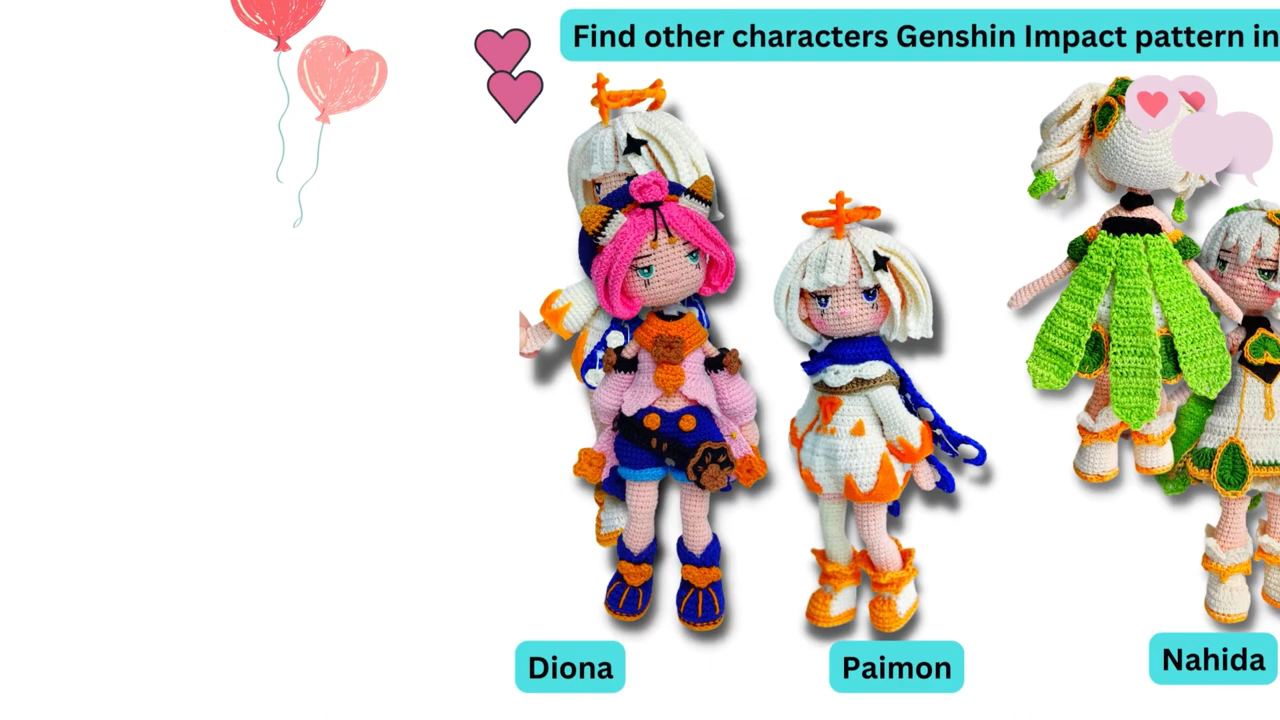 Find other characters Genshin Impact pattern in
Diona
Paimon
Nahida